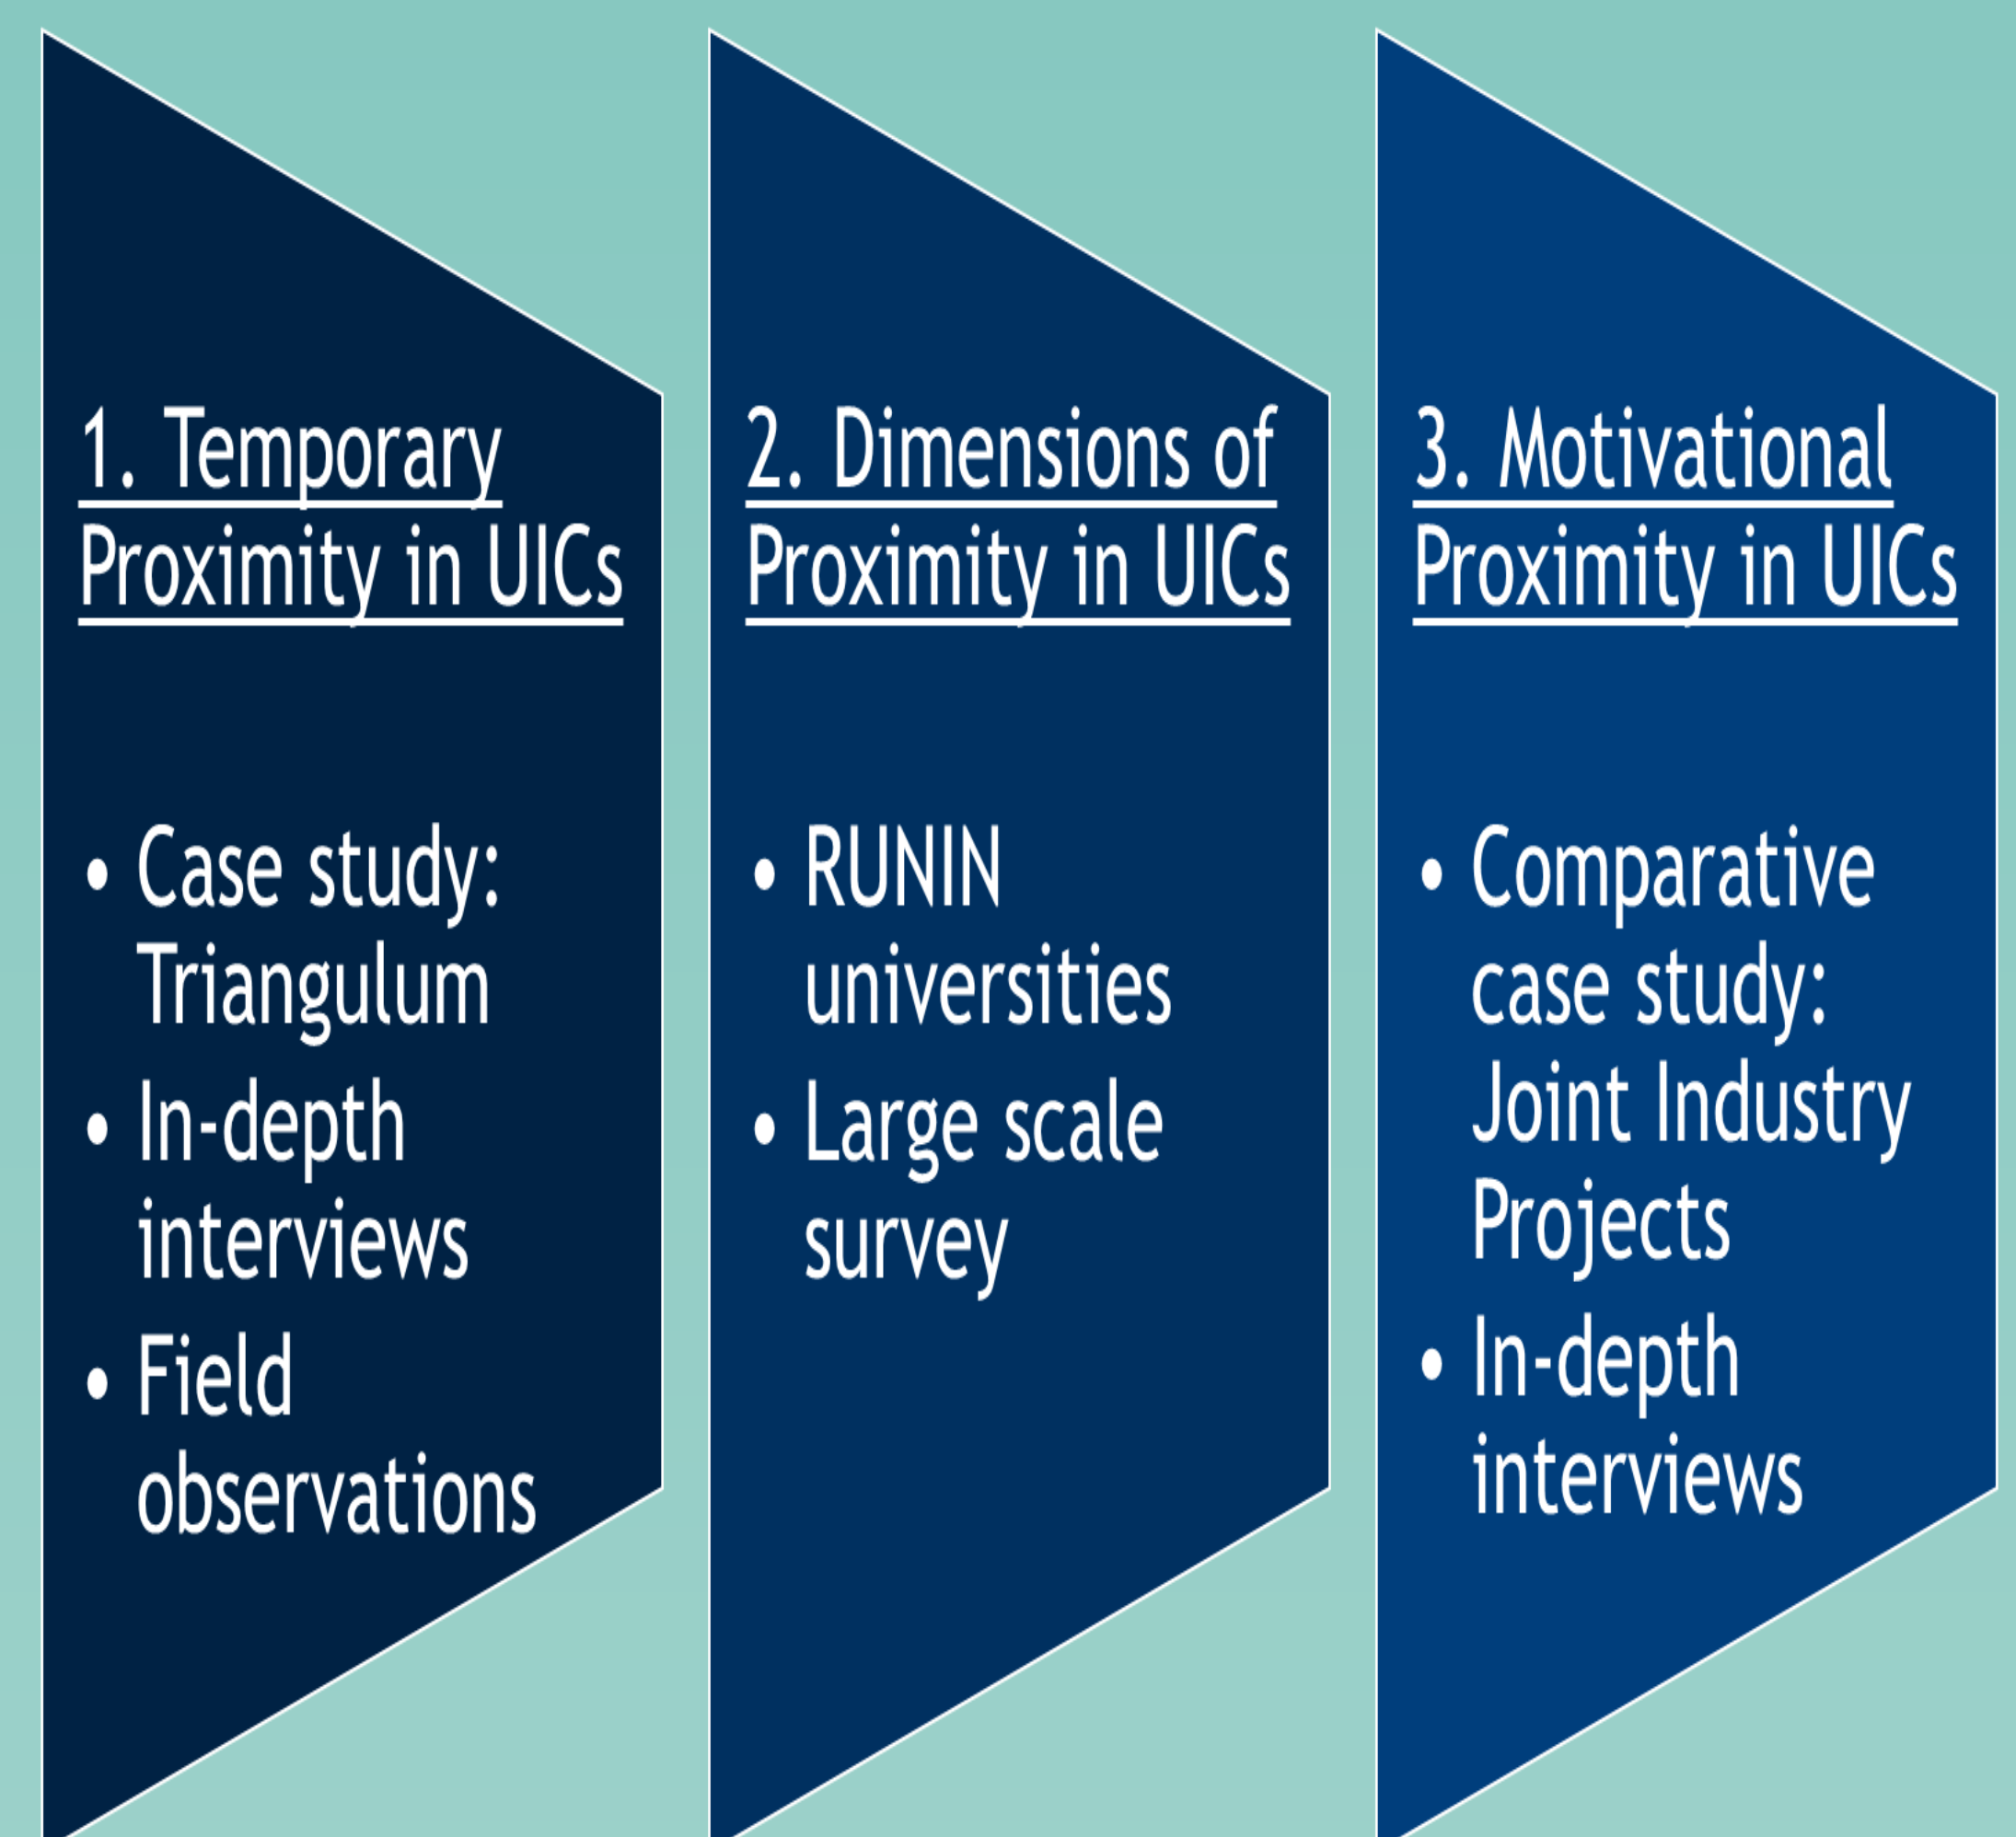 1. Temporary
Proximity in UICs
• Case study:
Triangulum
• In-depth
interviews
• Field
observations
2. Dimensions of
Proximity in UICs
• RUNIN
universities
• Large scale
survey
3. Motivational
Proximity in UICs
• Comparative
case study:
Joint Industry
Projects
• In-depth
interviews